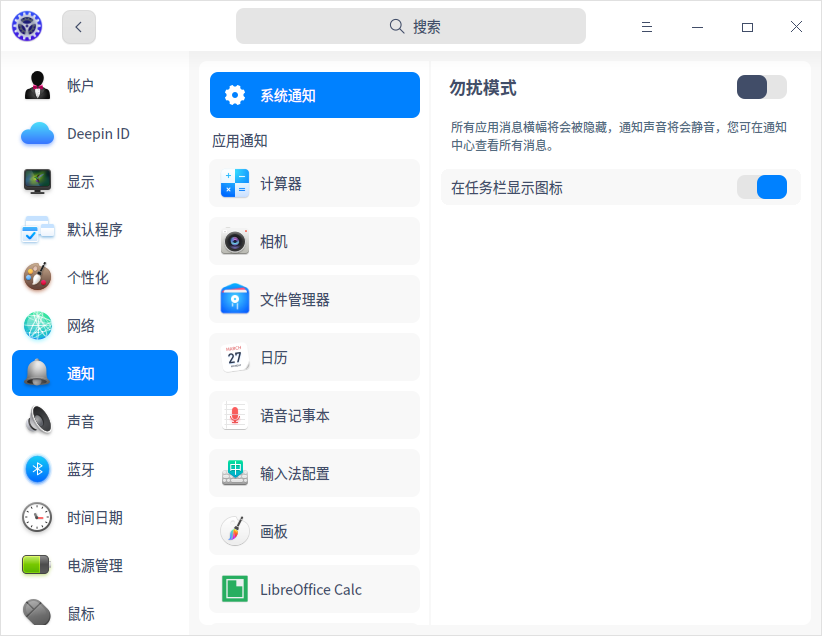 搜索
帐户
Deepin ID
显示
默认程序
个性化
网络
通知
声音
蓝牙
时间日期
电源管理
鼠标
系统通知
应用通知
计算器
相机
文件管理器
MARCH
27
日历
语音记事本
中
输入法配置
画板
LibreOffice Calc
勿扰模式
所有应用消息横幅将会被隐藏，通知声音将会静音，您可在通知
中心查看所有消息。
在任务栏显示图标